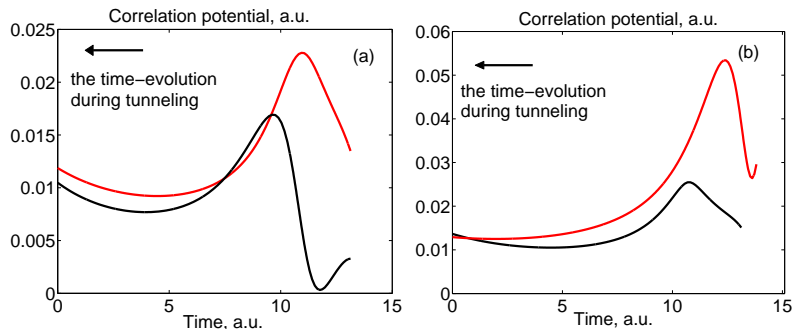 Correlation potential, a.u.
0.025
0.02
0.015
0.01
0.005
0
0
5
10
15
Time, a.u.
(a)
the time−evolution
during tunneling
Correlation potential, a.u.
0.06
0.05
0.04
0.03
0.02
0.01
0
0
5
10
15
Time, a.u.
(b)
the time−evolution
during tunneling